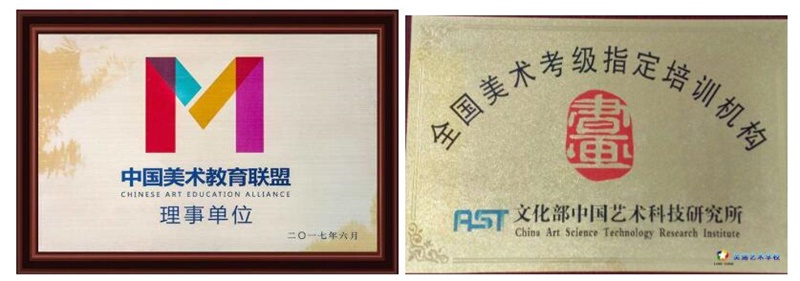 中国美术教育联盟
CHINESE ART EDUCATION ALLIANCE
理事单位
二〇一七年六月
全国美术考级指定培训机构
AST 文化部中国艺术科技研究所
China Art Science Technology Research Institute